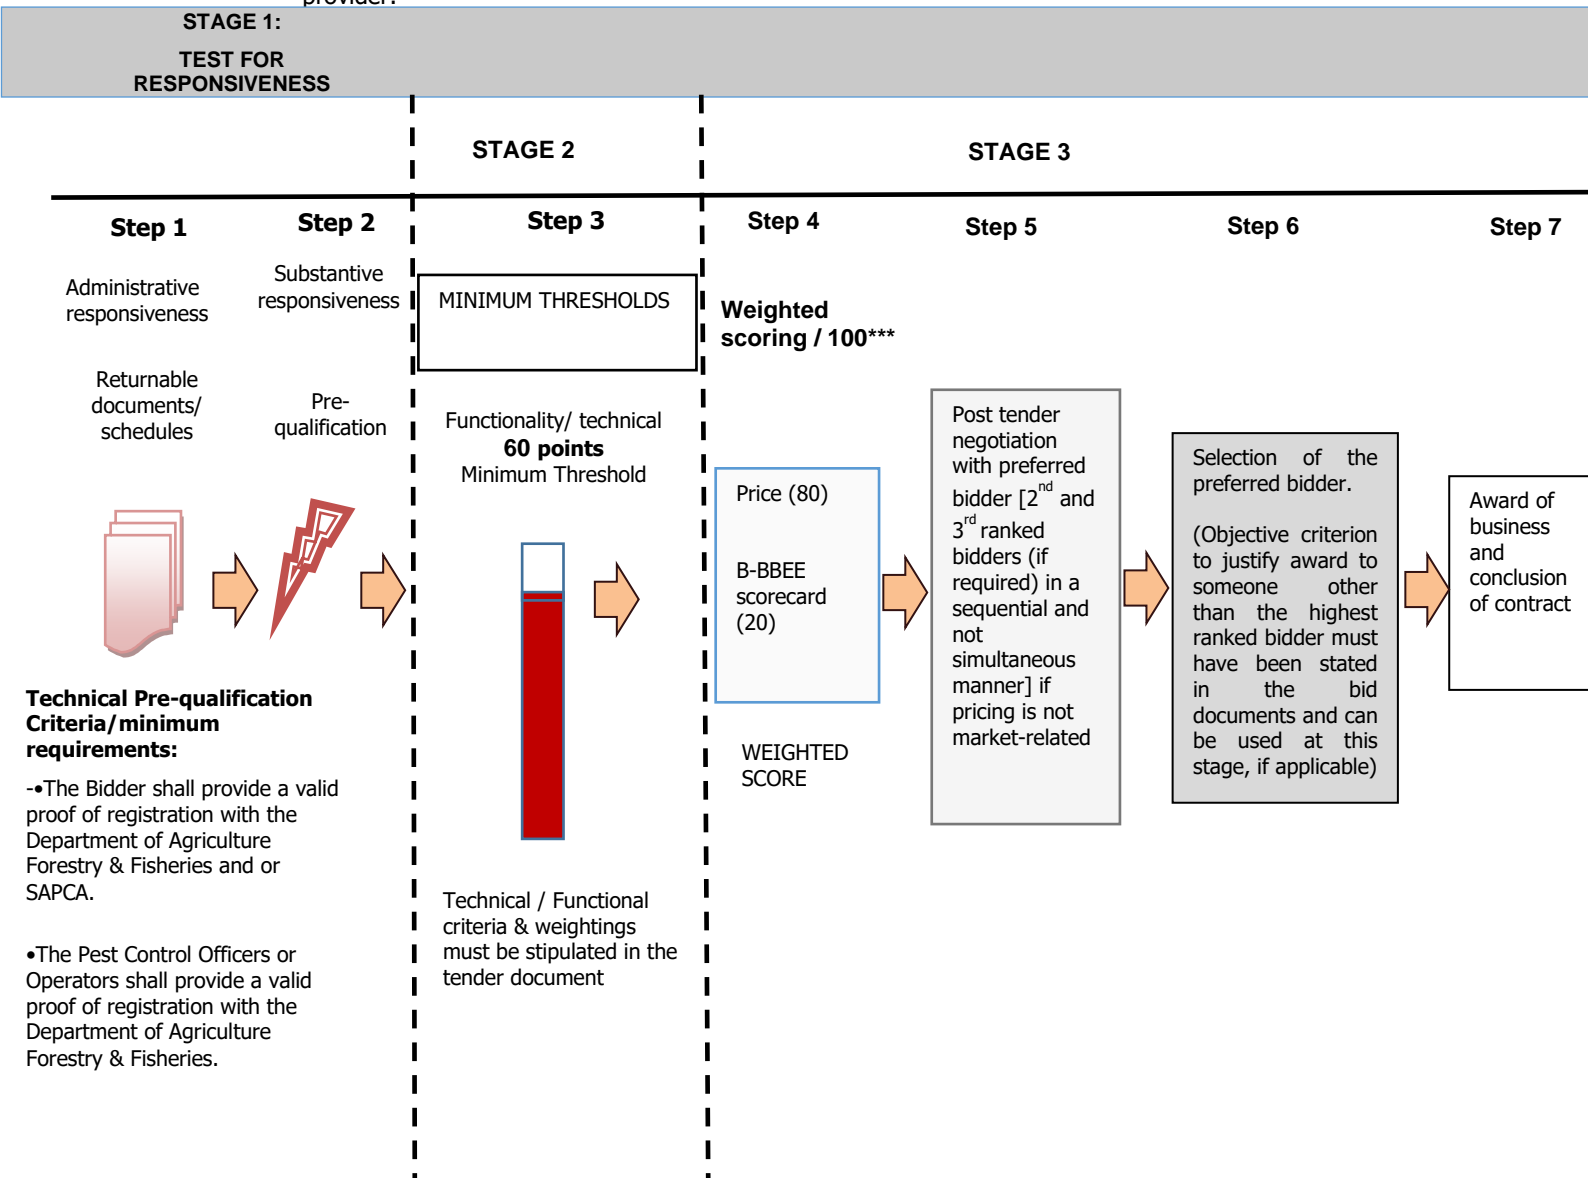 provider.
STAGE 1:
TEST FOR
RESPONSIVENESS
STAGE 2
STAGE 3
Step 1
Step 2
Step 3
Step 4
Step 5
Step 6
Step 7
Administrative
responsiveness
Returnable
documents/
schedules
Substantive
responsiveness
Pre-
qualification
Technical Pre-qualification
Criteria/minimum
requirements:
-•The Bidder shall provide a valid
proof of registration with the
Department of Agriculture
Forestry & Fisheries and or
SAPCA.
•The Pest Control Officers or
Operators shall provide a valid
proof of registration with the
Department of Agriculture
Forestry & Fisheries.
MINIMUM THRESHOLDS
Functionality/ technical
60 points
Minimum Threshold
Technical / Functional
criteria & weightings
must be stipulated in the
tender document
Weighted
scoring / 100***
Price (80)
B-BBEE
scorecard
(20)
WEIGHTED
SCORE
Post tender
negotiation
with preferred
bidder [2nd and
3rd ranked
bidders (if
required) in a
sequential and
not
simultaneous
manner] if
pricing is not
market-related
Selection of the
preferred bidder.
(Objective criterion
to justify award to
someone other
than the highest
ranked bidder must
have been stated
in the bid
documents and can
be used at this
stage, if applicable)
Award of
business
and
conclusion
of contract